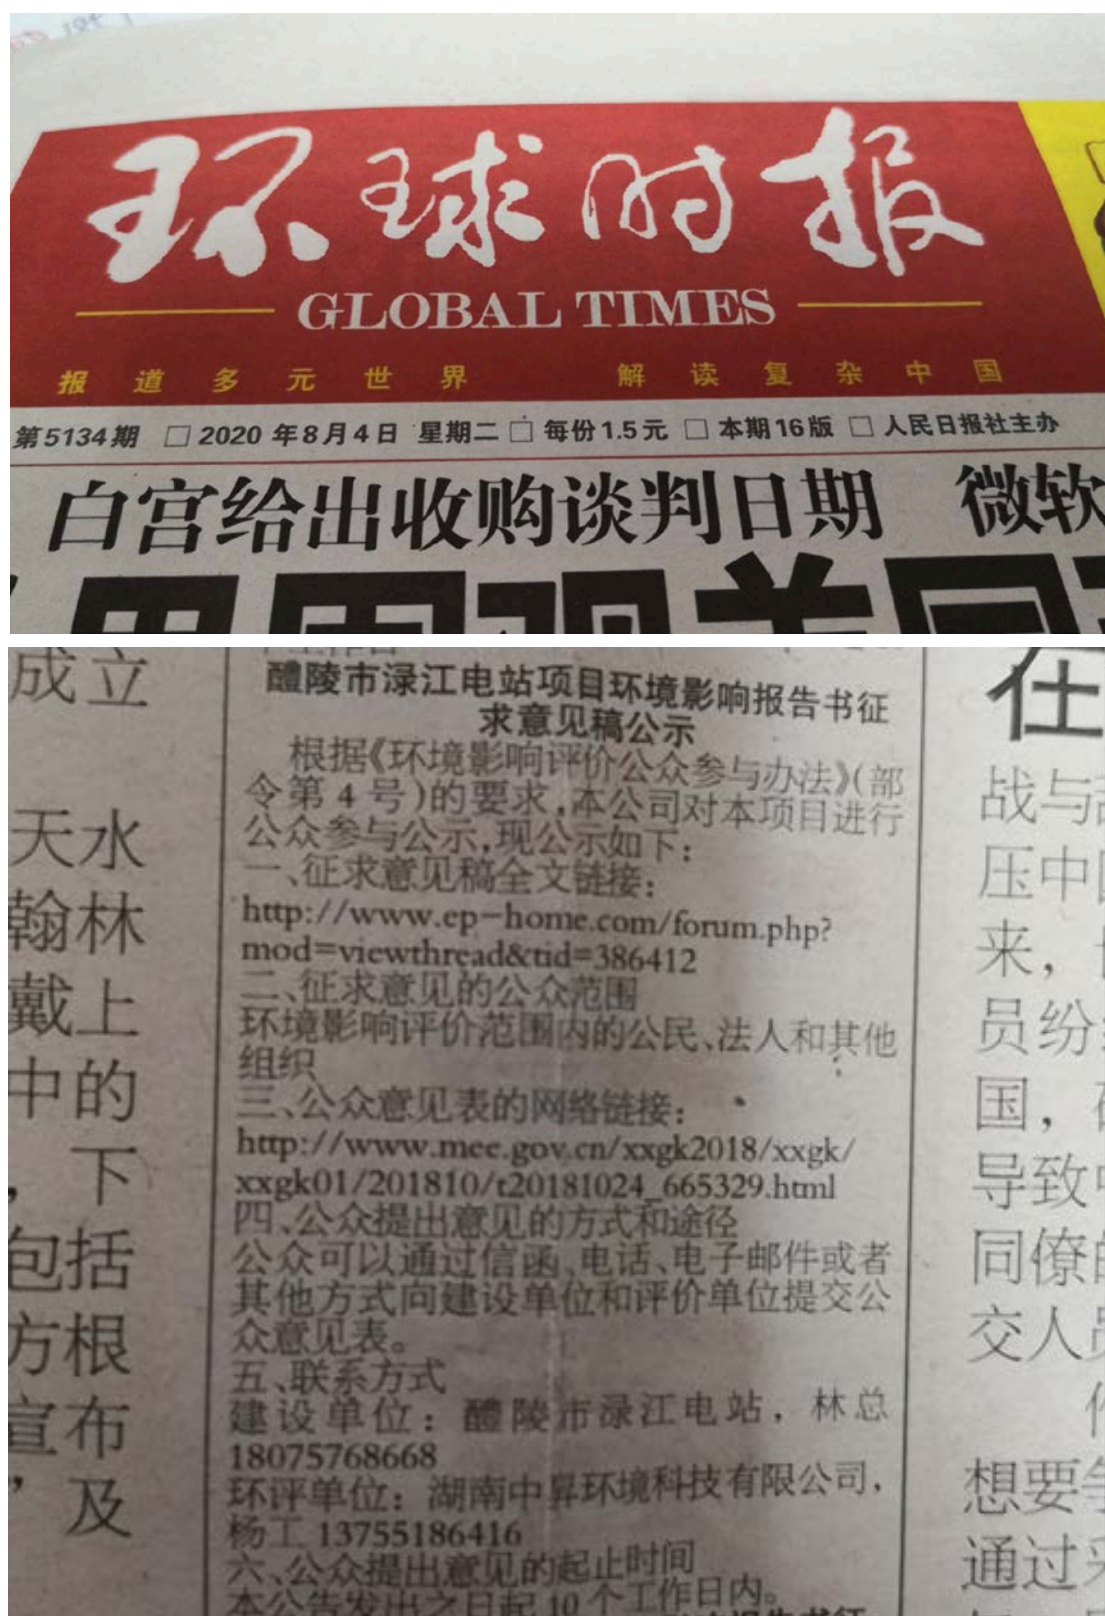 环球时报
GLOBAL TIMES
报道多元世界 解读复杂中国
第5134期 □ 2020年8月4日 星期二 □ 每份1.5元 □ 本期16版 □ 人民日报社主办
白宫给出收购谈判日期 微软
成立
天水
翰林
戴上
中的
，下
包括
方根
宣布
”及
醴陵市渌江电站项目环境影响报告书征
求意见稿公示
根据《环境影响评价公众参与办法》(部
令第4号)的要求,本公司对本项目进行
公众参与公示,现公示如下:
一、征求意见稿全文链接:
http://www.ep-home.com/forum.php?
mod=viewthread&tid=386412
二、征求意见的公众范围
环境影响评价范围内的公民、法人和其他
组织
三、公众意见表的网络链接:
http://www.mee.gov.cn/xxgk2018/xxgk/
xxgk01/201810/t20181024_665329.html
四、公众提出意见的方式和途径
公众可以通过信函、电话、电子邮件或者
其他方式向建设单位和评价单位提交公
众意见表。
五、联系方式
建设单位:醴陵市渌江电站,林总
18075768668
环评单位:湖南中昇环境科技有限公司,
杨工 13755186416
六、公众提出意见的起止时间
本公告发出之日起10个工作日内。
在
战与
压中
来，
员纷
国，
导致
同僚
交人员
想要
通过